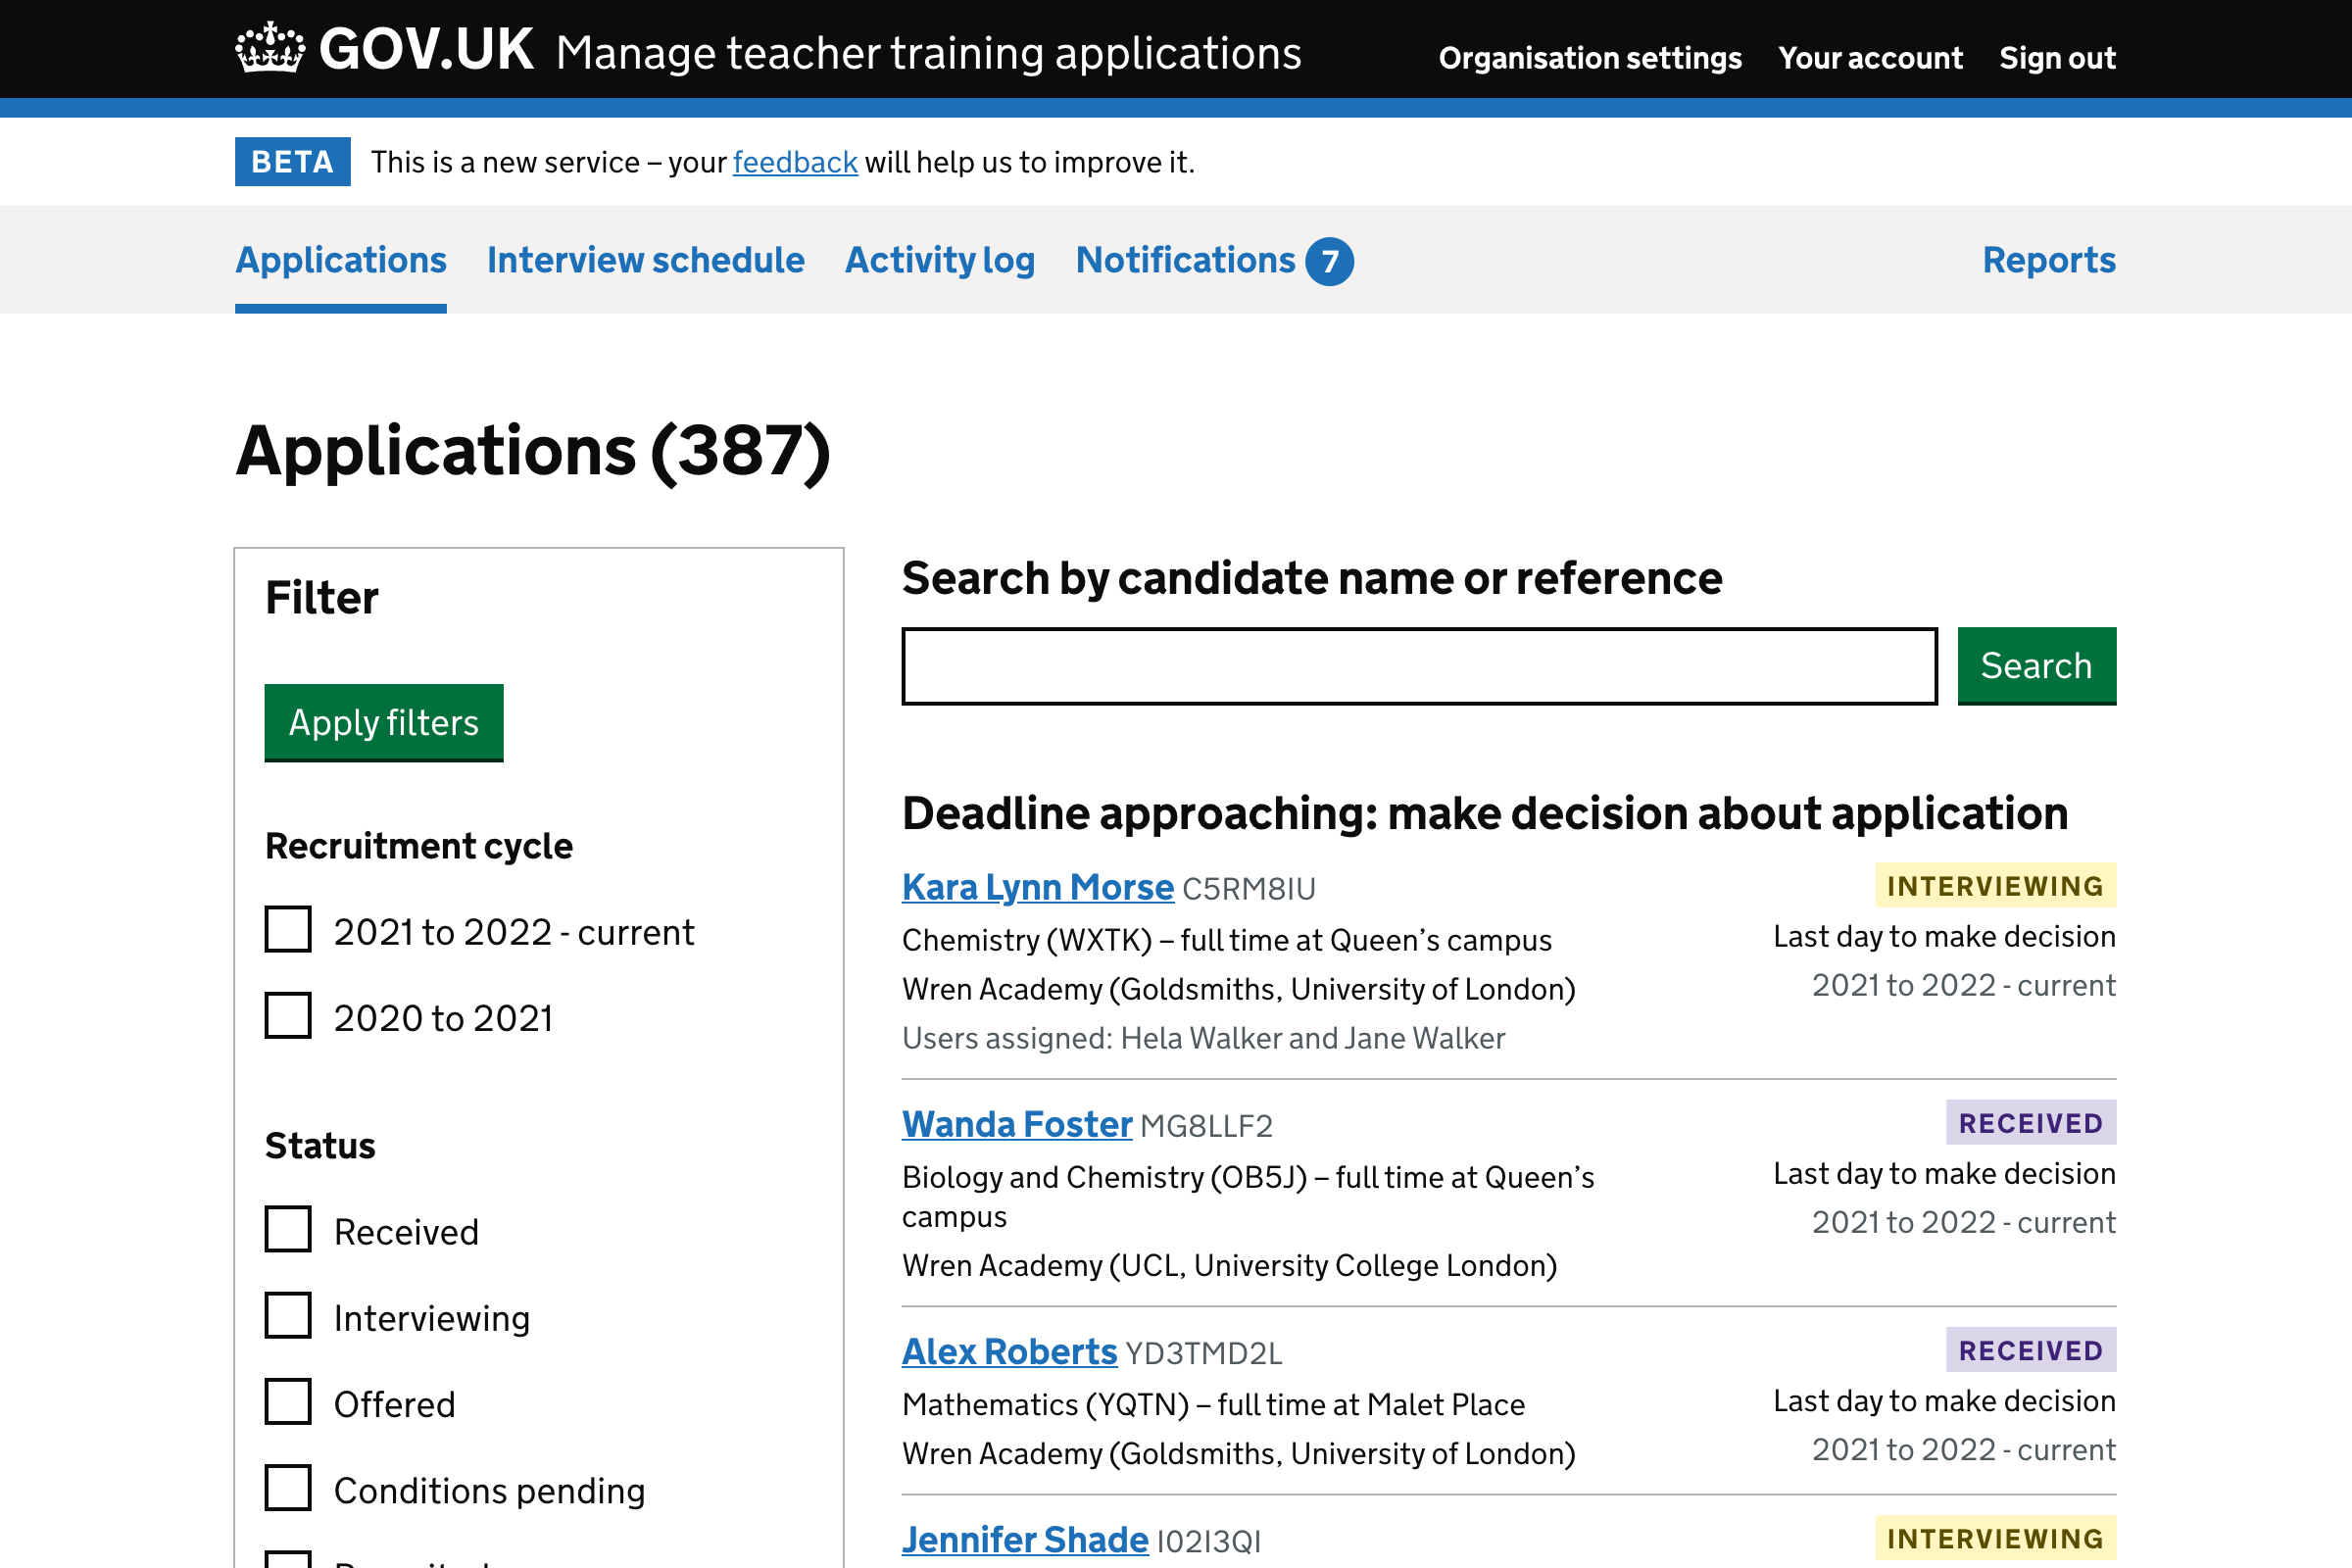 GOV.UK Manage teacher training applications
Organisation settings Your account Sign out
BETA This is a new service – your feedback will help us to improve it.
Applications Interview schedule Activity log Notifications 7 Reports
Applications (387)
Filter
Apply filters
Recruitment cycle
2021 to 2022 - current
2020 to 2021
Status
Received
Interviewing
Offered
Conditions pending
Search by candidate name or reference
Search
Deadline approaching: make decision about application
Kara Lynn Morse C5RM8IU
INTERVIEWING
Chemistry (WXTK) – full time at Queen’s campus
Last day to make decision
Wren Academy (Goldsmiths, University of London)
2021 to 2022 - current
Users assigned: Hela Walker and Jane Walker
Wanda Foster MG8LLF2
RECEIVED
Biology and Chemistry (OB5J) – full time at Queen’s
campus
Last day to make decision
Wren Academy (UCL, University College London)
2021 to 2022 - current
Alex Roberts YD3TMD2L
RECEIVED
Mathematics (YQTN) – full time at Malet Place
Last day to make decision
Wren Academy (Goldsmiths, University of London)
2021 to 2022 - current
Jennifer Shade I02I3QI
INTERVIEWING